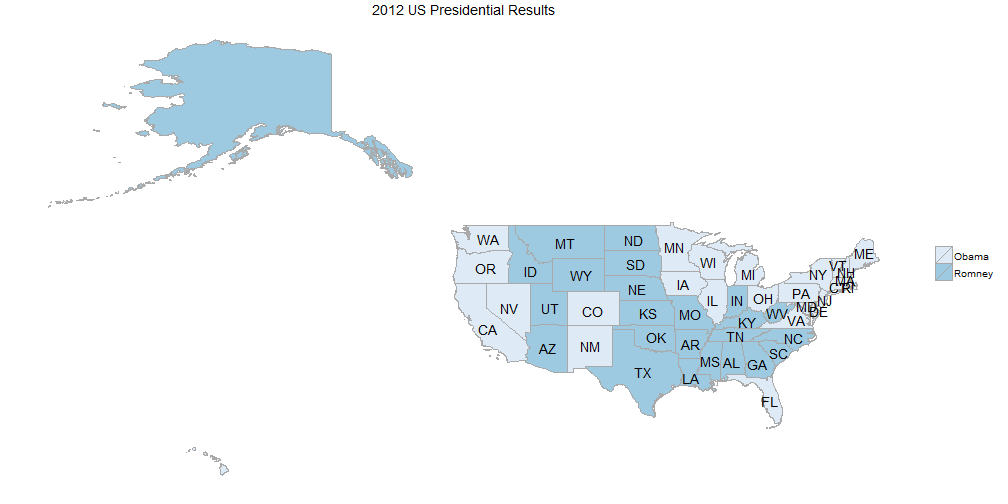 2012 US Presidential Results
WA
MT
ND
MN
ME
VT
NH
OR
ID
SD
WI
MI
NY
MA
WY
CT
RI
NE
IA
PA
NV
UT
CO
IL
IN
OH
NJ
KS
MO
WV
MD
DE
CA
KY
VA
AZ
NM
OK
AR
TN
NC
TX
MS
AL
GA
SC
LA
FL
Obama
Romney